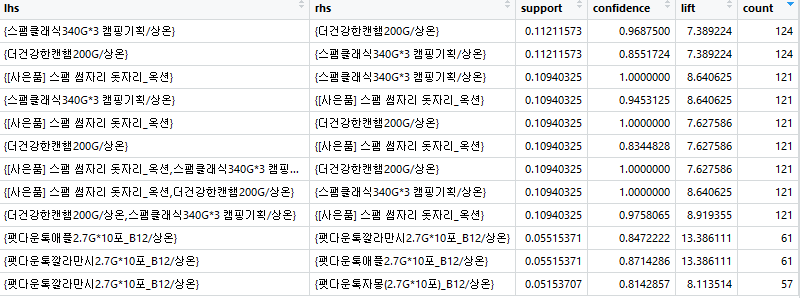 lhs rhs support confidence lift count
{스팸클래식340G*3 캠핑기획/상온} {더건강한캔햄200G/상온} 0.11211573 0.9687500 7.389224 124
{더건강한캔햄200G/상온} {스팸클래식340G*3 캠핑기획/상온} 0.11211573 0.8551724 7.389224 124
{[사은품] 스팸 썸자리 돗자리_옥션} {스팸클래식340G*3 캠핑기획/상온} 0.10940325 1.0000000 8.640625 121
{스팸클래식340G*3 캠핑기획/상온} {[사은품] 스팸 썸자리 돗자리_옥션} 0.10940325 0.9453125 8.640625 121
{[사은품] 스팸 썸자리 돗자리_옥션} {더건강한캔햄200G/상온} 0.10940325 1.0000000 7.627586 121
{더건강한캔햄200G/상온} {[사은품] 스팸 썸자리 돗자리_옥션} 0.10940325 0.8344828 7.627586 121
{[사은품] 스팸 썸자리 돗자리_옥션,스팸클래식340G*3 캠핑... {더건강한캔햄200G/상온} 0.10940325 1.0000000 7.627586 121
{[사은품] 스팸 썸자리 돗자리_옥션,더건강한캔햄200G/상온} {스팸클래식340G*3 캠핑기획/상온} 0.10940325 1.0000000 8.640625 121
{더건강한캔햄200G/상온,스팸클래식340G*3 캠핑기획/상온} {[사은품] 스팸 썸자리 돗자리_옥션} 0.10940325 0.9758065 8.919355 121
{팻다운톡애플2.7G*10포_B12/상온} {팻다운톡깔라만시2.7G*10포_B12/상온} 0.05515371 0.8472222 13.386111 61
{팻다운톡깔라만시2.7G*10포_B12/상온} {팻다운톡애플2.7G*10포_B12/상온} 0.05515371 0.8714286 13.386111 61
{팻다운톡깔라만시2.7G*10포_B12/상온} {팻다운톡자몽(2.7G*10포)_B12/상온} 0.05153707 0.8142857 8.113514 57